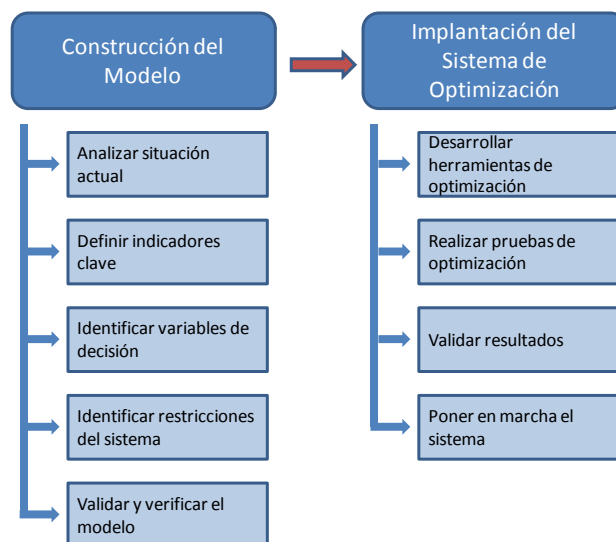 Construcción del
Modelo
Analizar situación
actual
Definir indicadores
clave
Identificar variables de
decisión
Identificar restricciones
del sistema
Validar y verificar el
modelo
Implantación del
Sistema de
Optimización
Desarrollar
herramientas de
optimización
Realizar pruebas de
optimización
Validar resultados
Poner en marcha el
sistema